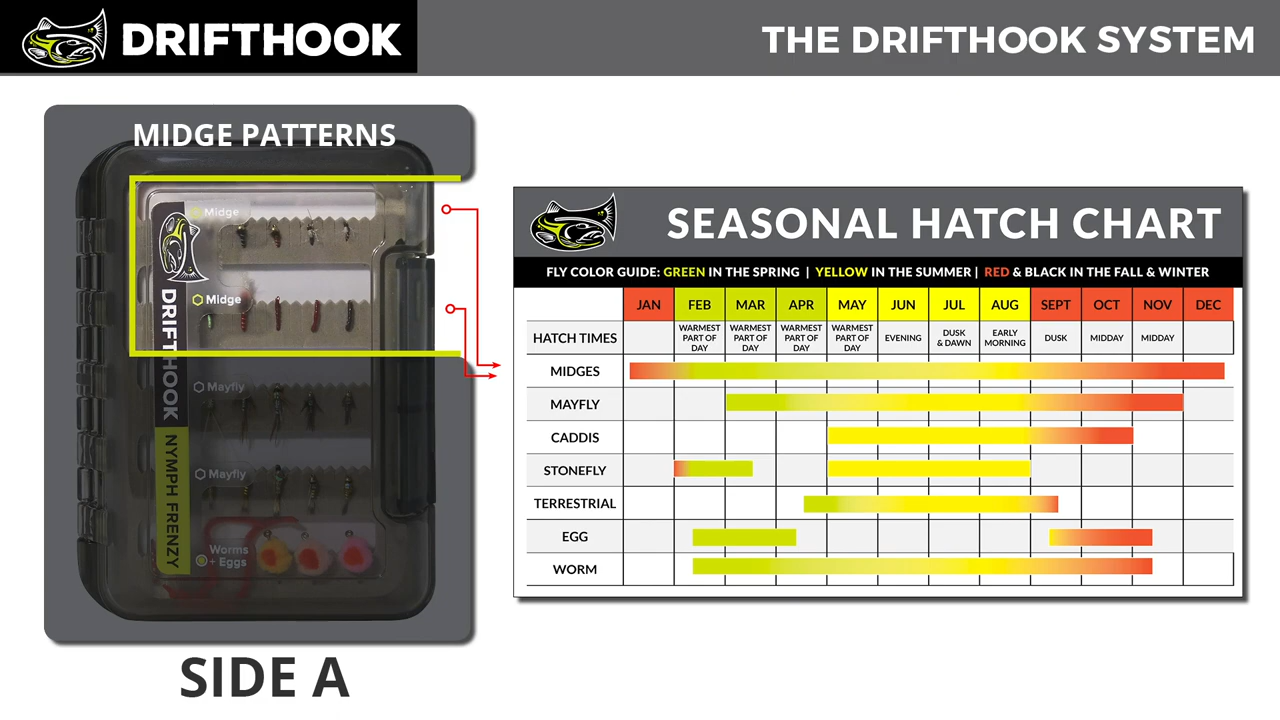 DRIFTHOOK
THE DRIFTHOOK SYSTEM
MIDGE PATTERNS
Midge
Midge
Mayfly
Mayfly
Worms
+ Eggs
DRIFTHOOK
NYMPH FRENZY
SIDE A
SEASONAL HATCH CHART
FLY COLOR GUIDE: GREEN IN THE SPRING | YELLOW IN THE SUMMER | RED & BLACK IN THE FALL & WINTER
JAN FEB MAR APR MAY JUN JUL AUG SEPT OCT NOV DEC
HATCH TIMES
WARMEST PART OF DAY
WARMEST PART OF DAY
WARMEST PART OF DAY
WARMEST PART OF DAY
EVENING
DUSK & DAWN
EARLY MORNING
DUSK
MIDDAY
MIDDAY
MIDGES
MAYFLY
CADDIS
STONEFLY
TERRESTRIAL
EGG
WORM